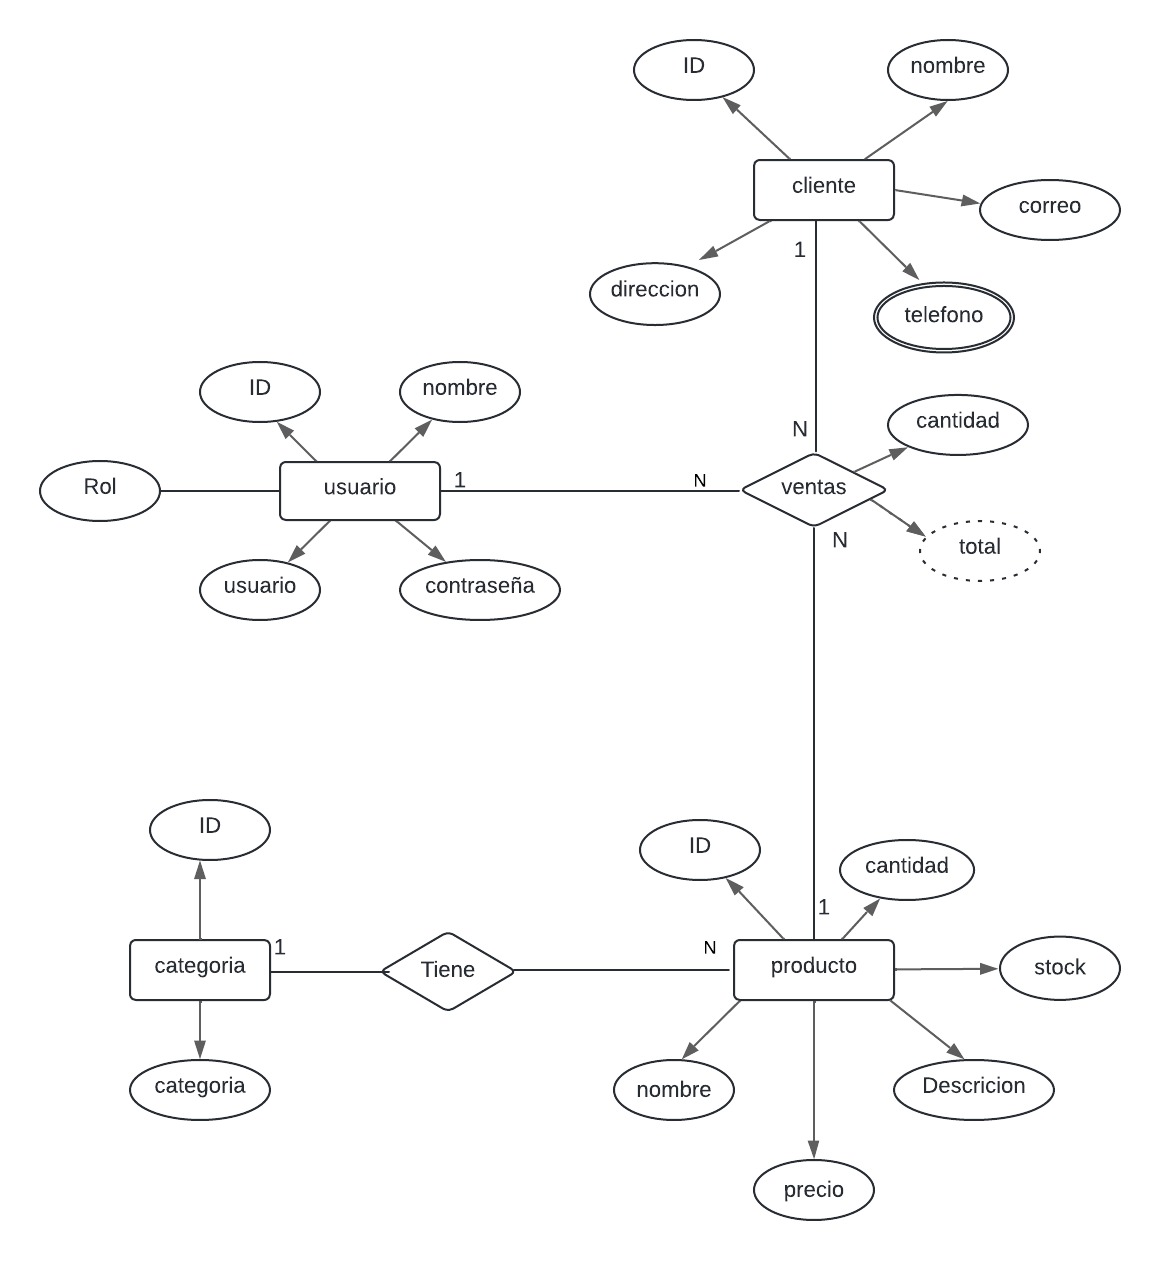 ID
nombre
cliente
correo
1
direccion
telefono
ID
nombre
N
cantidad
Rol
usuario
1
N
ventas
N
total
usuario
contraseña
ID
ID
cantidad
1
categoria
1
Tiene
N
producto
stock
categoria
nombre
Descricion
precio